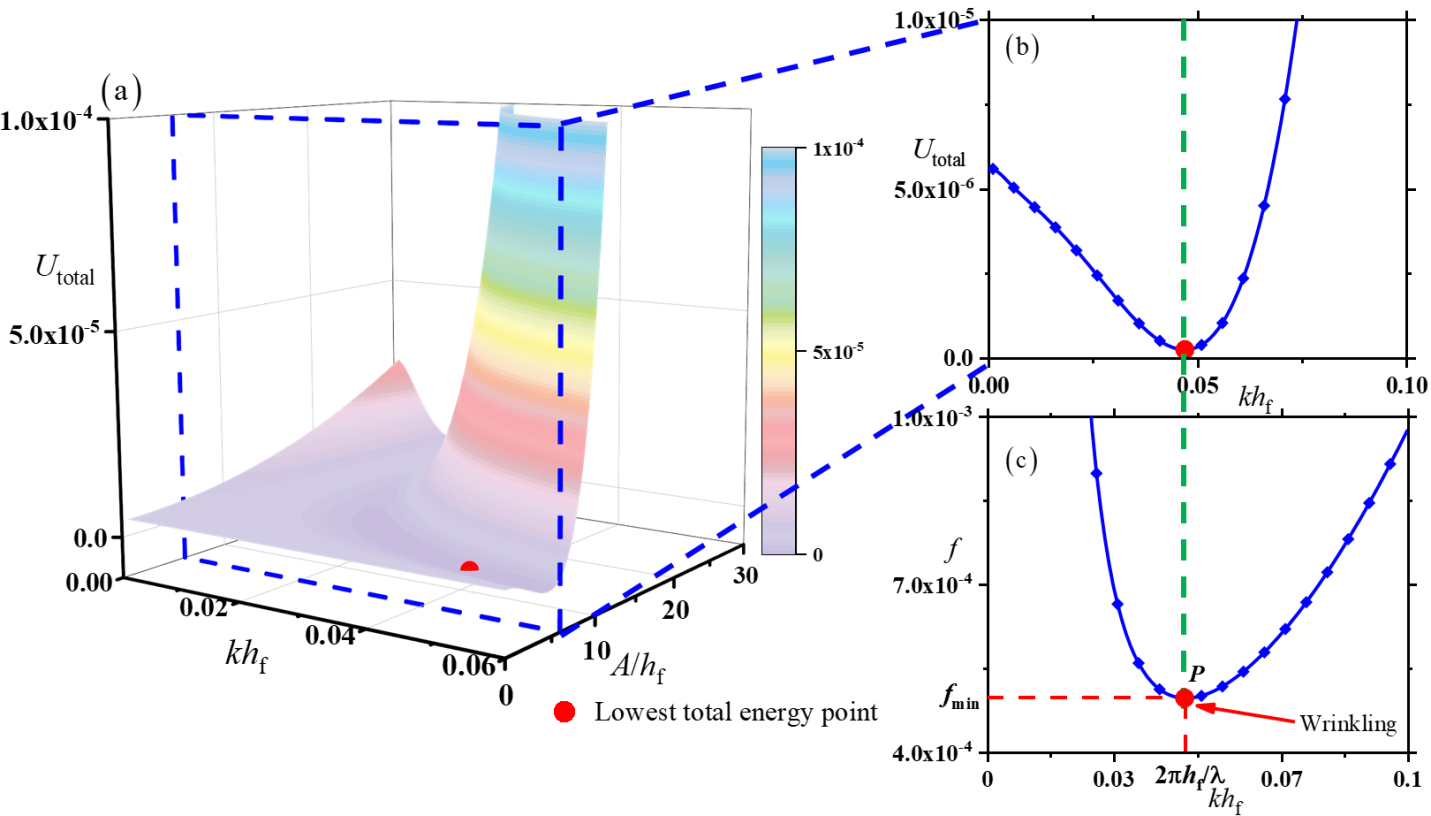 (a)
1.0x10⁻⁴
U_total
5.0x10⁻⁵
0.0
0.00
0.02
0.04
0.06
kh_f
0
10
20
30
A/h_f
1x10⁻⁴
5x10⁻⁵
0
Lowest total energy point
(b)
1.0x10⁻⁵
U_total
5.0x10⁻⁶
0.0
0.00
0.05
0.10
kh_f
(c)
1.0x10⁻³
f
7.0x10⁻⁴
f_min
4.0x10⁻⁴
P
Wrinkling
0
0.03
2πh_f/λ
0.07
0.1
kh_f